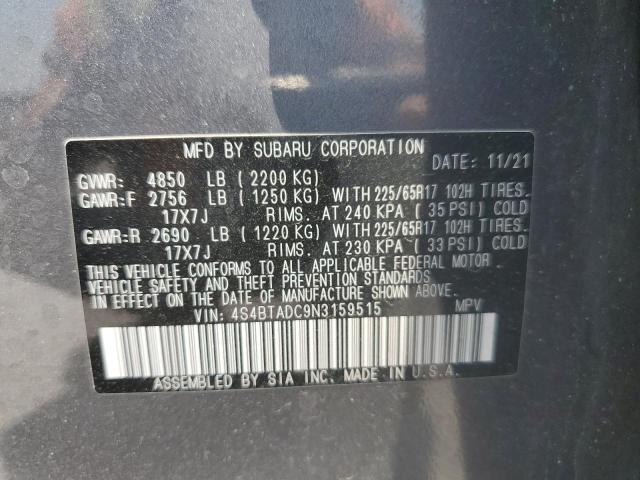 MFD BY SUBARU CORPORATION DATE: 11/21
GVWR: 4850 LB (2200 KG)
GAWR:F 2756 LB (1250 KG) WITH 225/65R17 102H TIRES.
17X7J RIMS. AT 240 KPA (35 PSI) COLD
GAWR:R 2690 LB (1220 KG) WITH 225/65R17 102H TIRES.
17X7J RIMS. AT 230 KPA (33 PSI) COLD
THIS VEHICLE CONFORMS TO ALL APPLICABLE FEDERAL MOTOR
VEHICLE SAFETY BUMPER, AND THEFT PREVENTION STANDARDS
IN EFFECT ON THE DATE OF MANUFACTURE SHOWN ABOVE.
VIN: 4S4BTADC9N3159515 MPV
ASSEMBLED BY SIA INC. MADE IN U.S.A.